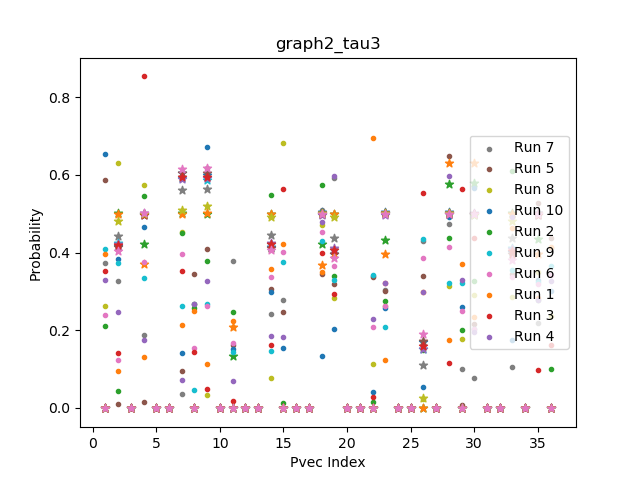 graph2_tau3
Probability
0.8
0.6
0.4
0.2
0.0
0
5
10
15
20
25
30
35
Pvec Index
Run 7
Run 5
Run 8
Run 10
Run 2
Run 9
Run 6
Run 1
Run 3
Run 4